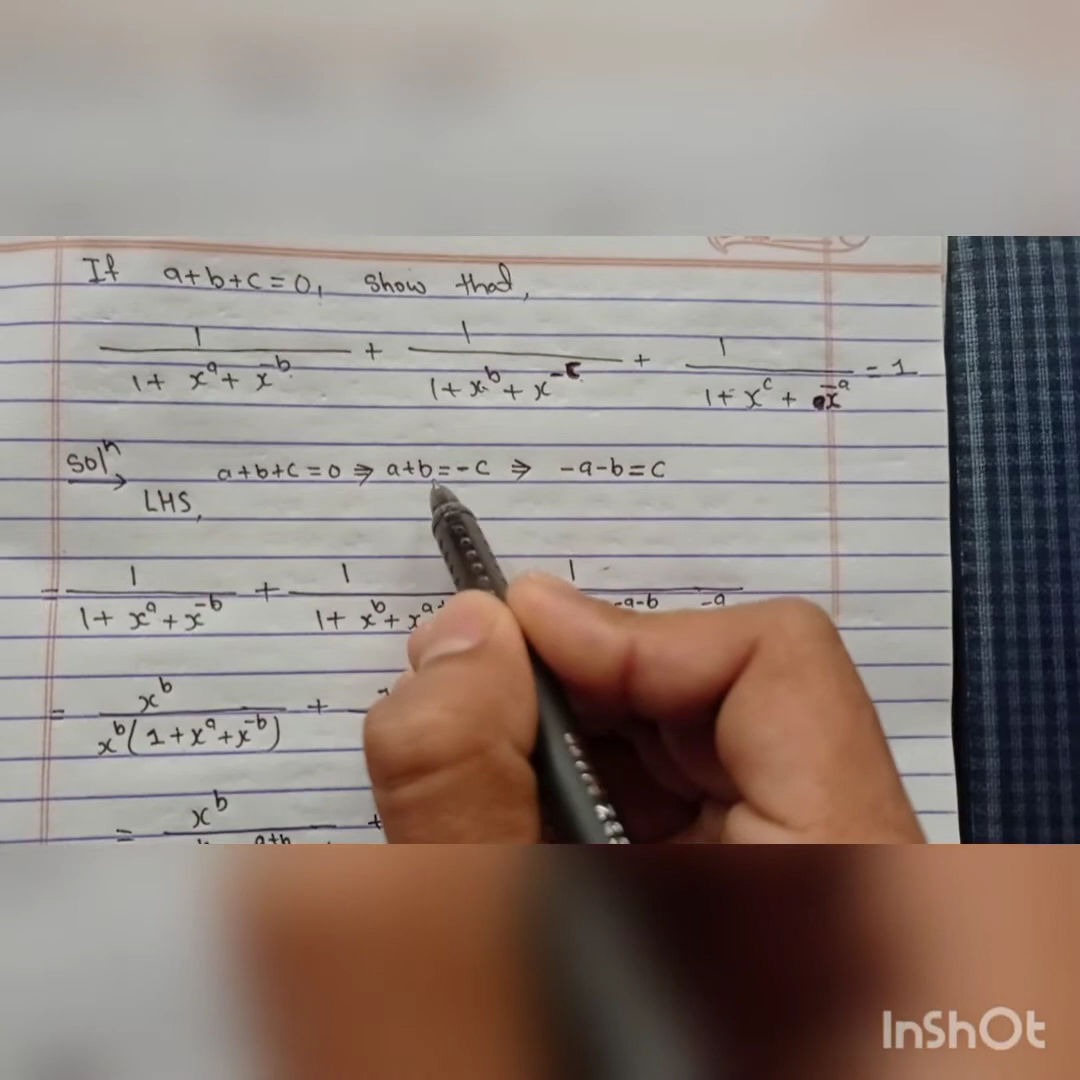 If a+b+c=0, show that,
1/(1+x^a+x^-b) + 1/(1+x^b+x^-c) + 1/(1+x^c+x^-a) = 1
Sol^n → a+b+c=0 ⇒ a+b=-c ⇒ -a-b=c
LHS,
= 1/(1+x^a+x^-b) + 1/(1+x^b+x^a+ 1 -a-b -a
= x^b/(x^b(1+x^a+x^-b)) +
= x^b a+b +
InShOt